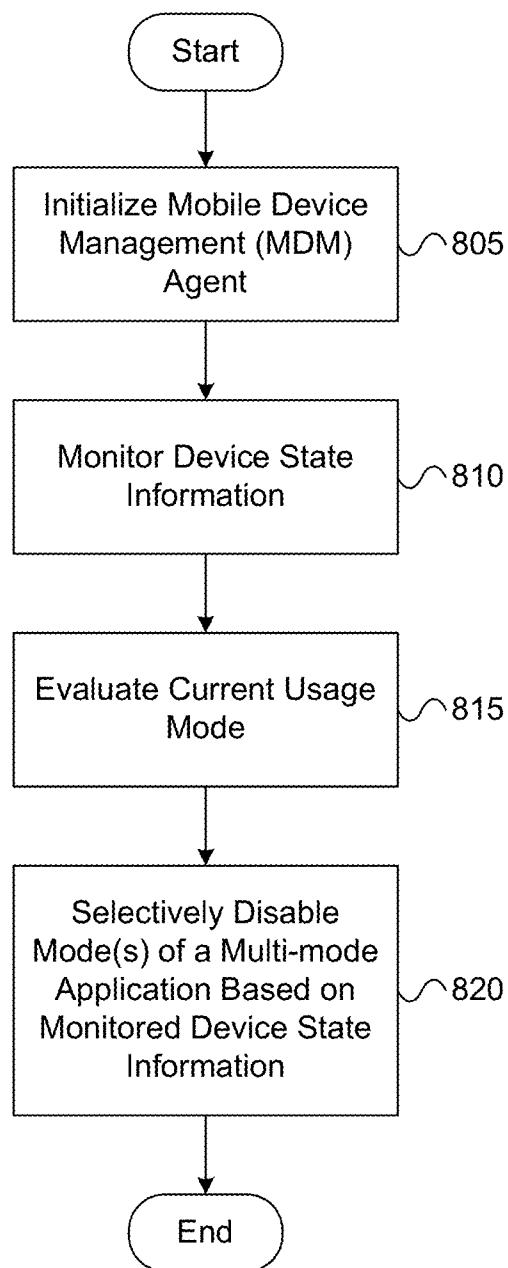 Start
Initialize Mobile Device
Management (MDM)
Agent
805
Monitor Device State
Information
810
Evaluate Current Usage
Mode
815
Selectively Disable
Mode(s) of a Multi-mode
Application Based on
Monitored Device State
Information
820
End